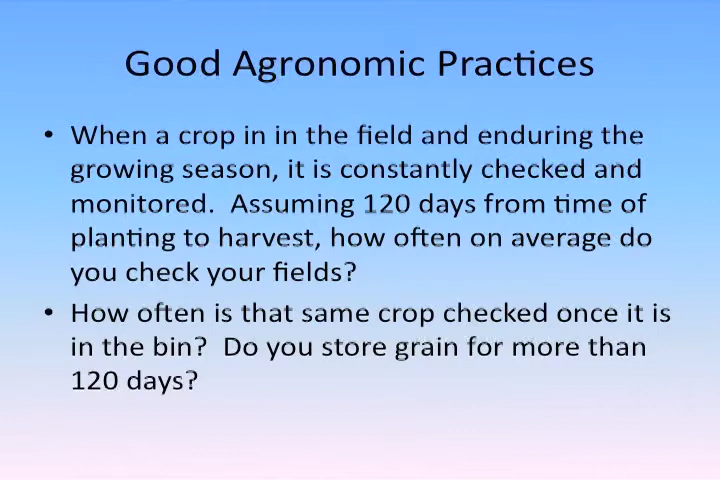 Good Agronomic Practices
• When a crop in in the field and enduring the
growing season, it is constantly checked and
monitored.  Assuming 120 days from time of
planting to harvest, how often on average do
you check your fields?
• How often is that same crop checked once it is
in the bin?  Do you store grain for more than
120 days?